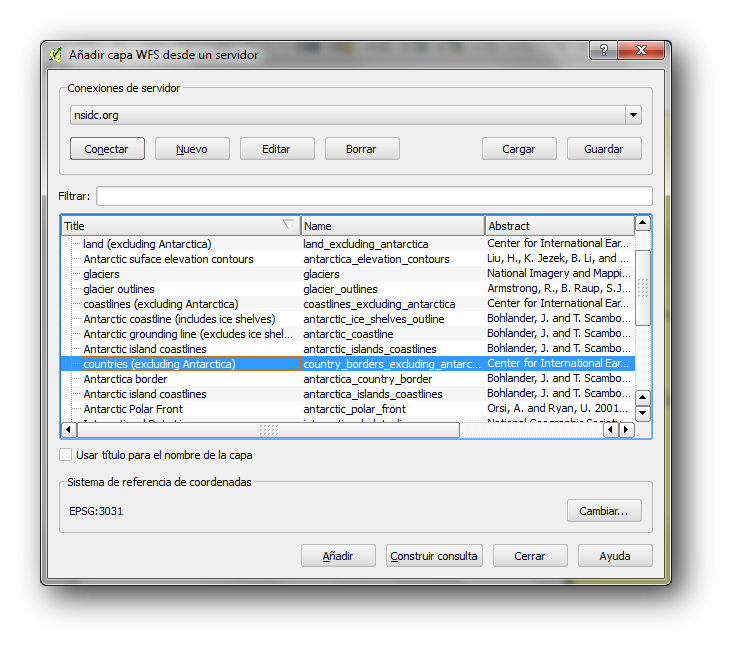 Añadir capa WFS desde un servidor
Conexiones de servidor
nsidc.org
Conectar Nuevo Editar Borrar Cargar Guardar
Filtrar:
Title Name Abstract
land (excluding Antarctica) land_excluding_antarctica Center for International Ear...
Antarctic suface elevation contours antarctica_elevation_contours Liu, H., K. Jezek, B. Li, and ...
glaciers glaciers National Imagery and Mappi...
glacier outlines glacier_outlines Armstrong, R., B. Raup, S.J...
coastlines (excluding Antarctica) coastlines_excluding_antarctica Center for International Ear...
Antarctic coastline (includes ice shelves) antarctic_ice_shelves_outline Bohlander, J. and T. Scambo...
Antarctic grounding line (excludes ice shel... antarctic_coastline Bohlander, J. and T. Scambo...
Antarctic island coastlines antarctic_islands_coastlines Bohlander, J. and T. Scambo...
countries (excluding Antarctica) country_borders_excluding_antarc... Center for International Ear...
Antarctica border antarctica_country_border Bohlander, J. and T. Scambo...
Antarctic island coastlines antarctica_islands_coastlines Bohlander, J. and T. Scambo...
Antarctic Polar Front antarctic_polar_front Orsi, A. and Ryan, U. 2001...
Usar título para el nombre de la capa
Sistema de referencia de coordenadas
EPSG:3031 Cambiar...
Añadir Construir consulta Cerrar Ayuda